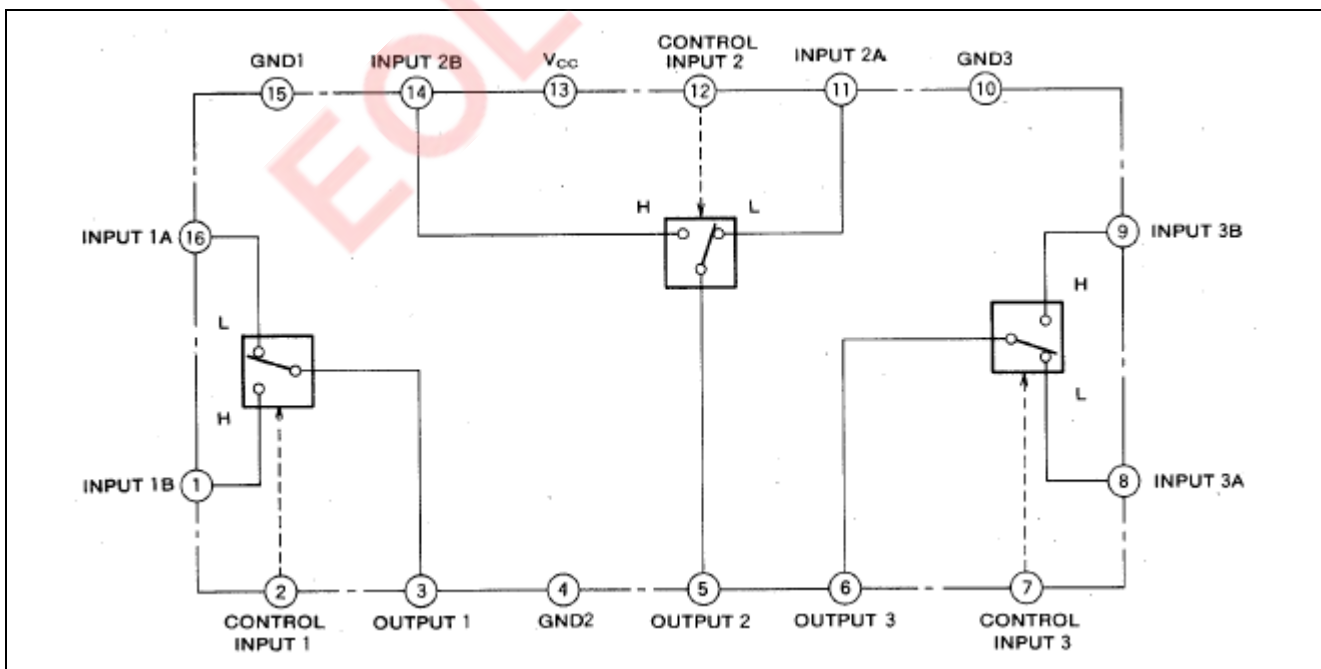 EOL
GND1
INPUT 2B
Vcc
CONTROL
INPUT 2
INPUT 2A
GND3
15
14
13
12
11
10
H
L
INPUT 1A
16
9
INPUT 3B
L
H
H
L
INPUT 1B
1
8
INPUT 3A
2
3
4
5
6
7
CONTROL
INPUT 1
OUTPUT 1
GND2
OUTPUT 2
OUTPUT 3
CONTROL
INPUT 3